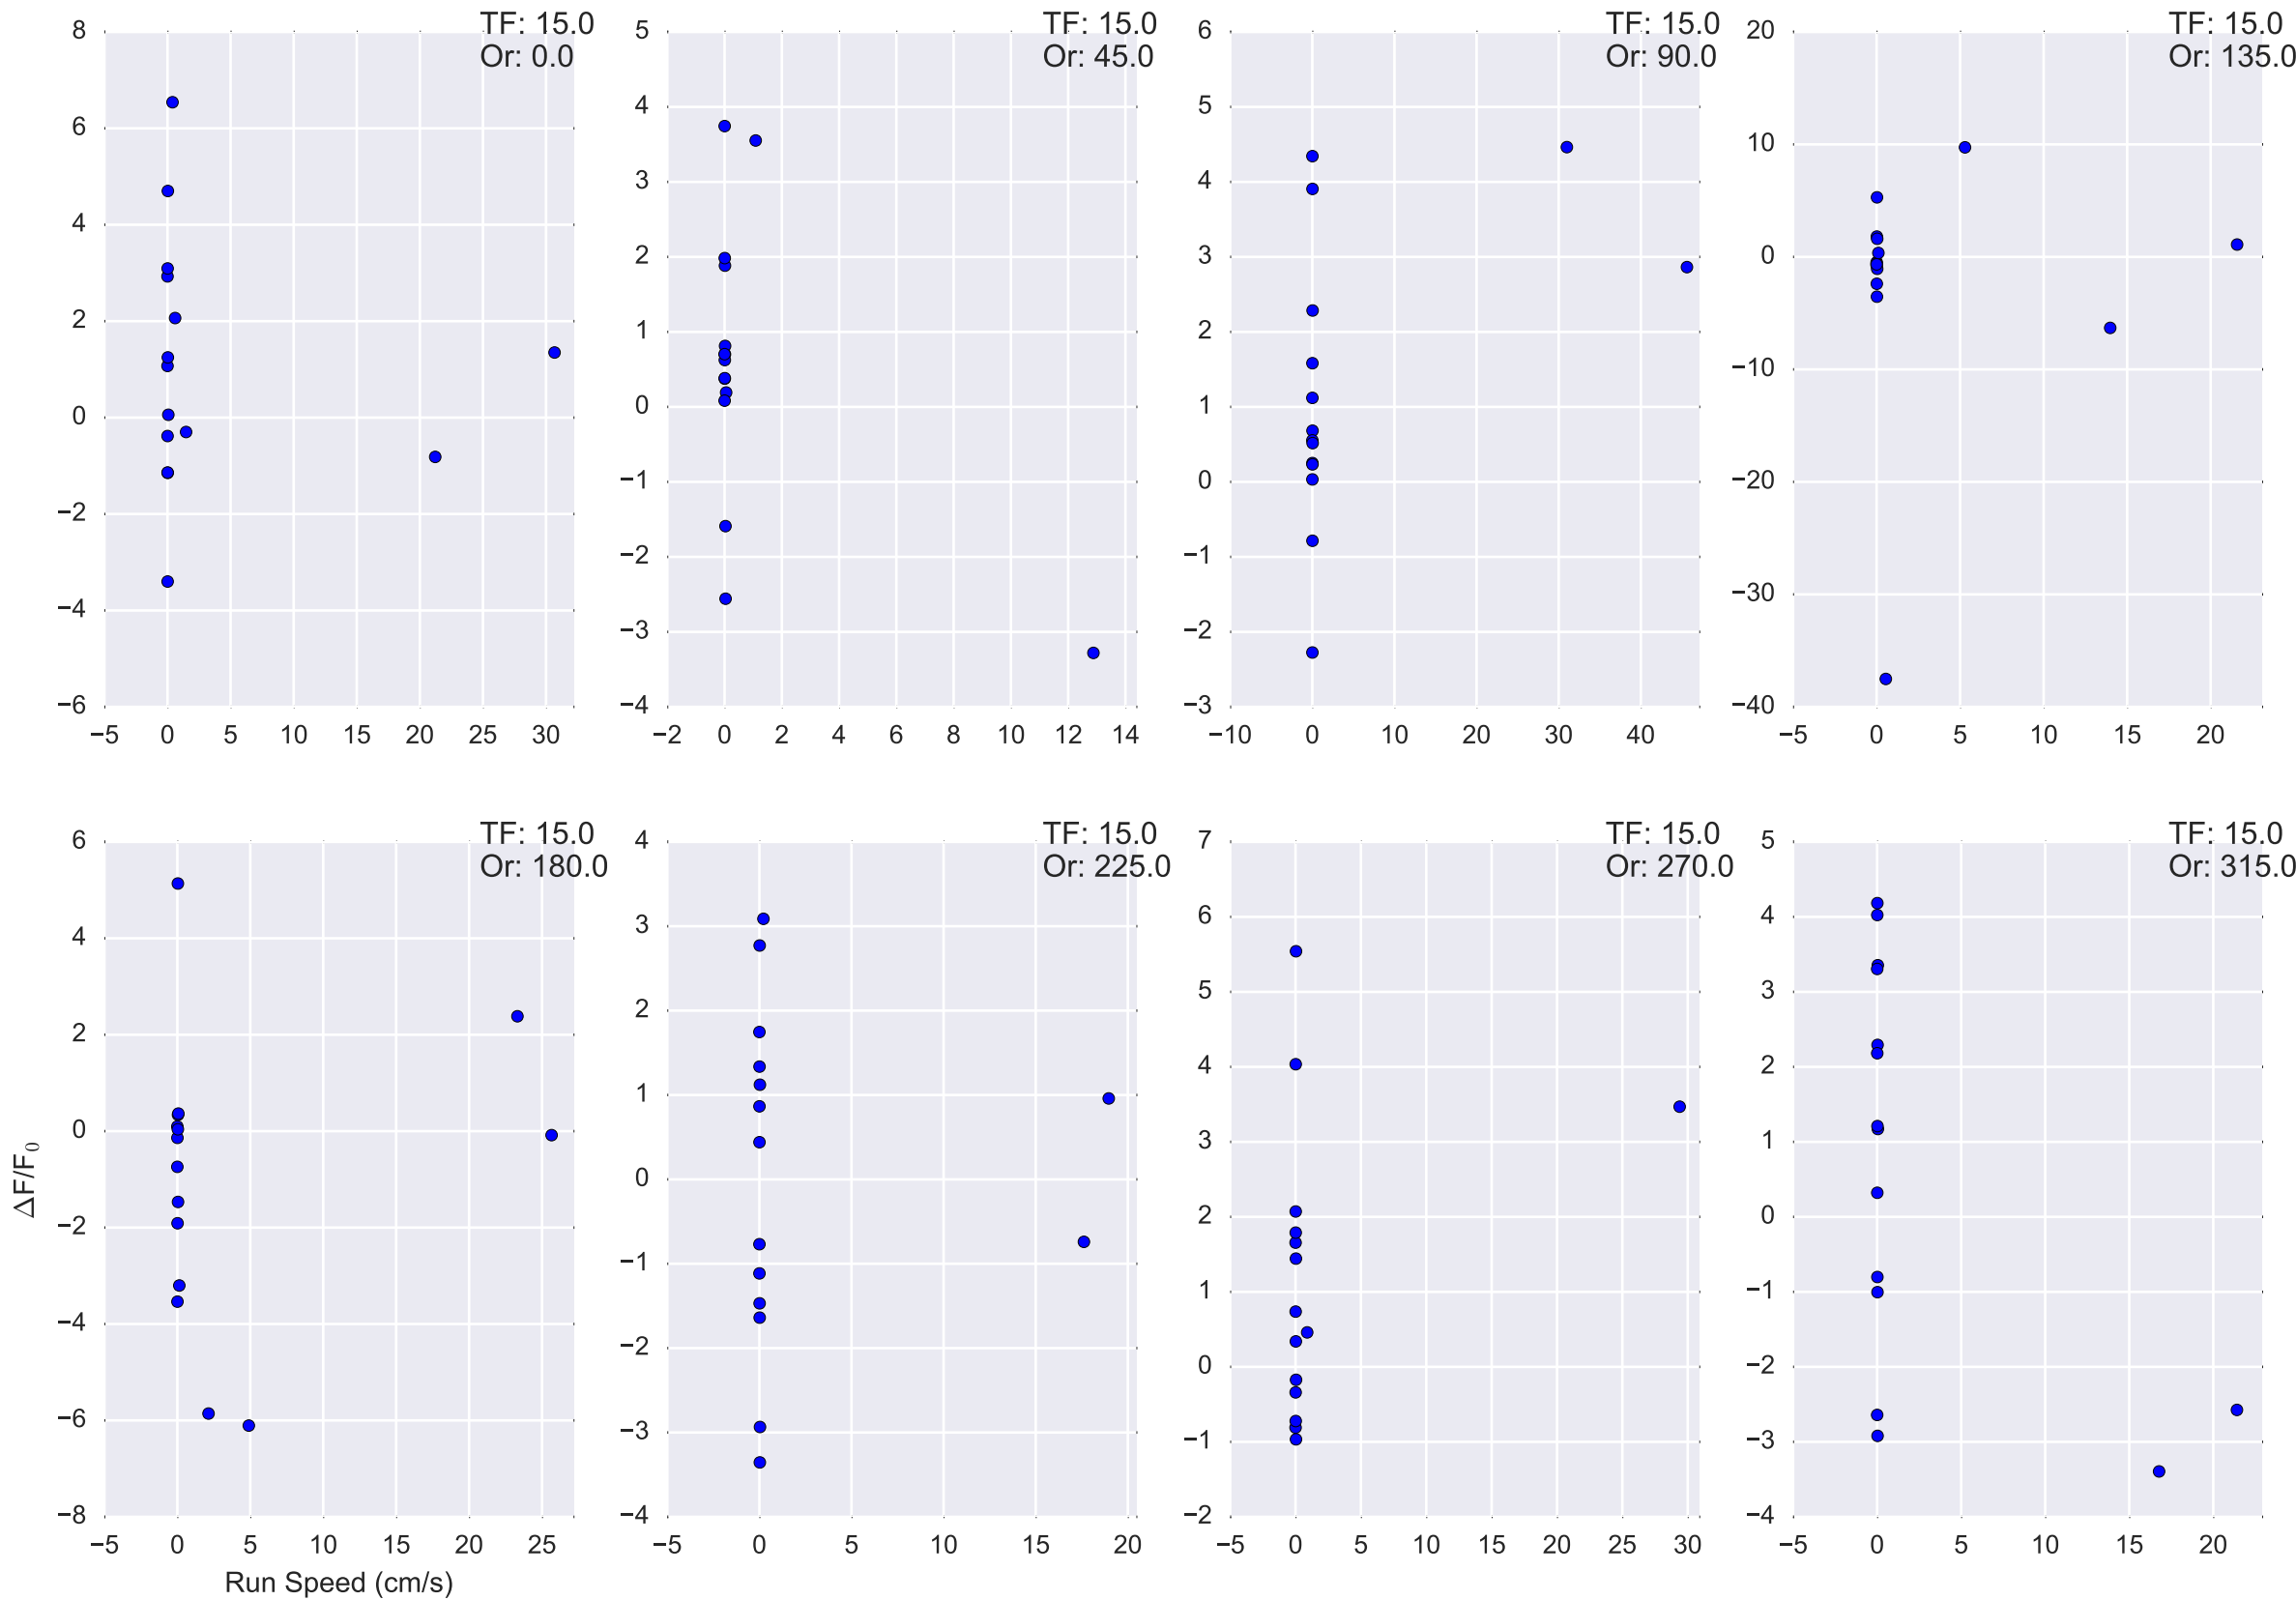 TF: 15.0
Or: 0.0
8
6
4
2
0
−2
−4
−6
−5 0 5 10 15 20 25 30
TF: 15.0
Or: 45.0
5
4
3
2
1
0
−1
−2
−3
−4
−2 0 2 4 6 8 10 12 14
TF: 15.0
Or: 90.0
6
5
4
3
2
1
0
−1
−2
−3
−10 0 10 20 30 40
TF: 15.0
Or: 135.0
20
10
0
−10
−20
−30
−40
−5 0 5 10 15 20
TF: 15.0
Or: 180.0
6
4
2
0
−2
−4
−6
−8
−5 0 5 10 15 20 25
ΔF/F₀
Run Speed (cm/s)
TF: 15.0
Or: 225.0
4
3
2
1
0
−1
−2
−3
−4
−5 0 5 10 15 20
TF: 15.0
Or: 270.0
7
6
5
4
3
2
1
0
−1
−2
−5 0 5 10 15 20 25 30
TF: 15.0
Or: 315.0
5
4
3
2
1
0
−1
−2
−3
−4
−5 0 5 10 15 20